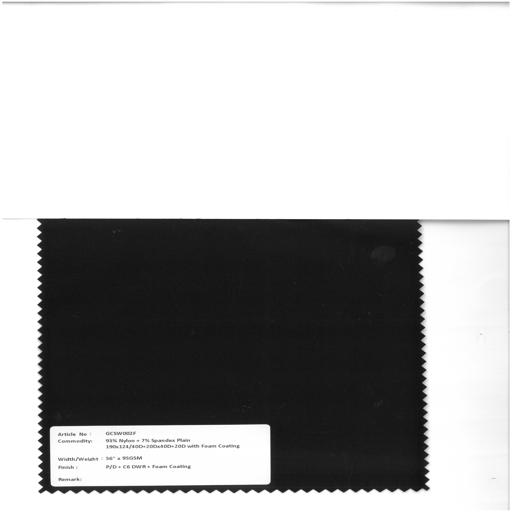 Article No : GCSW002F
Commodity: 93% Nylon + 7% Spandex Plain
190x124/40D+20Dx40D+20D with Foam Coating
Width/Weight : 56" x 95GSM
Finish : P/D + C6 DWR + Foam Coating
Remark: